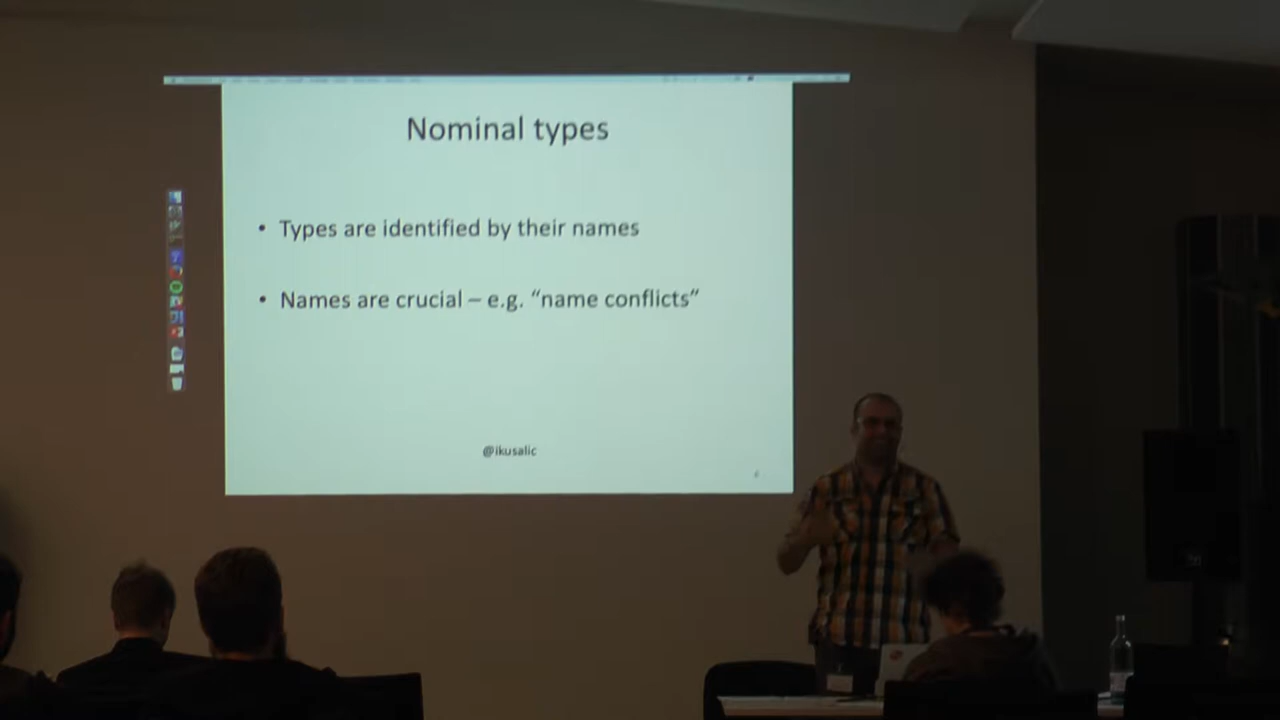 Nominal types
• Types are identified by their names
• Names are crucial – e.g. “name conflicts”
@ikusalic